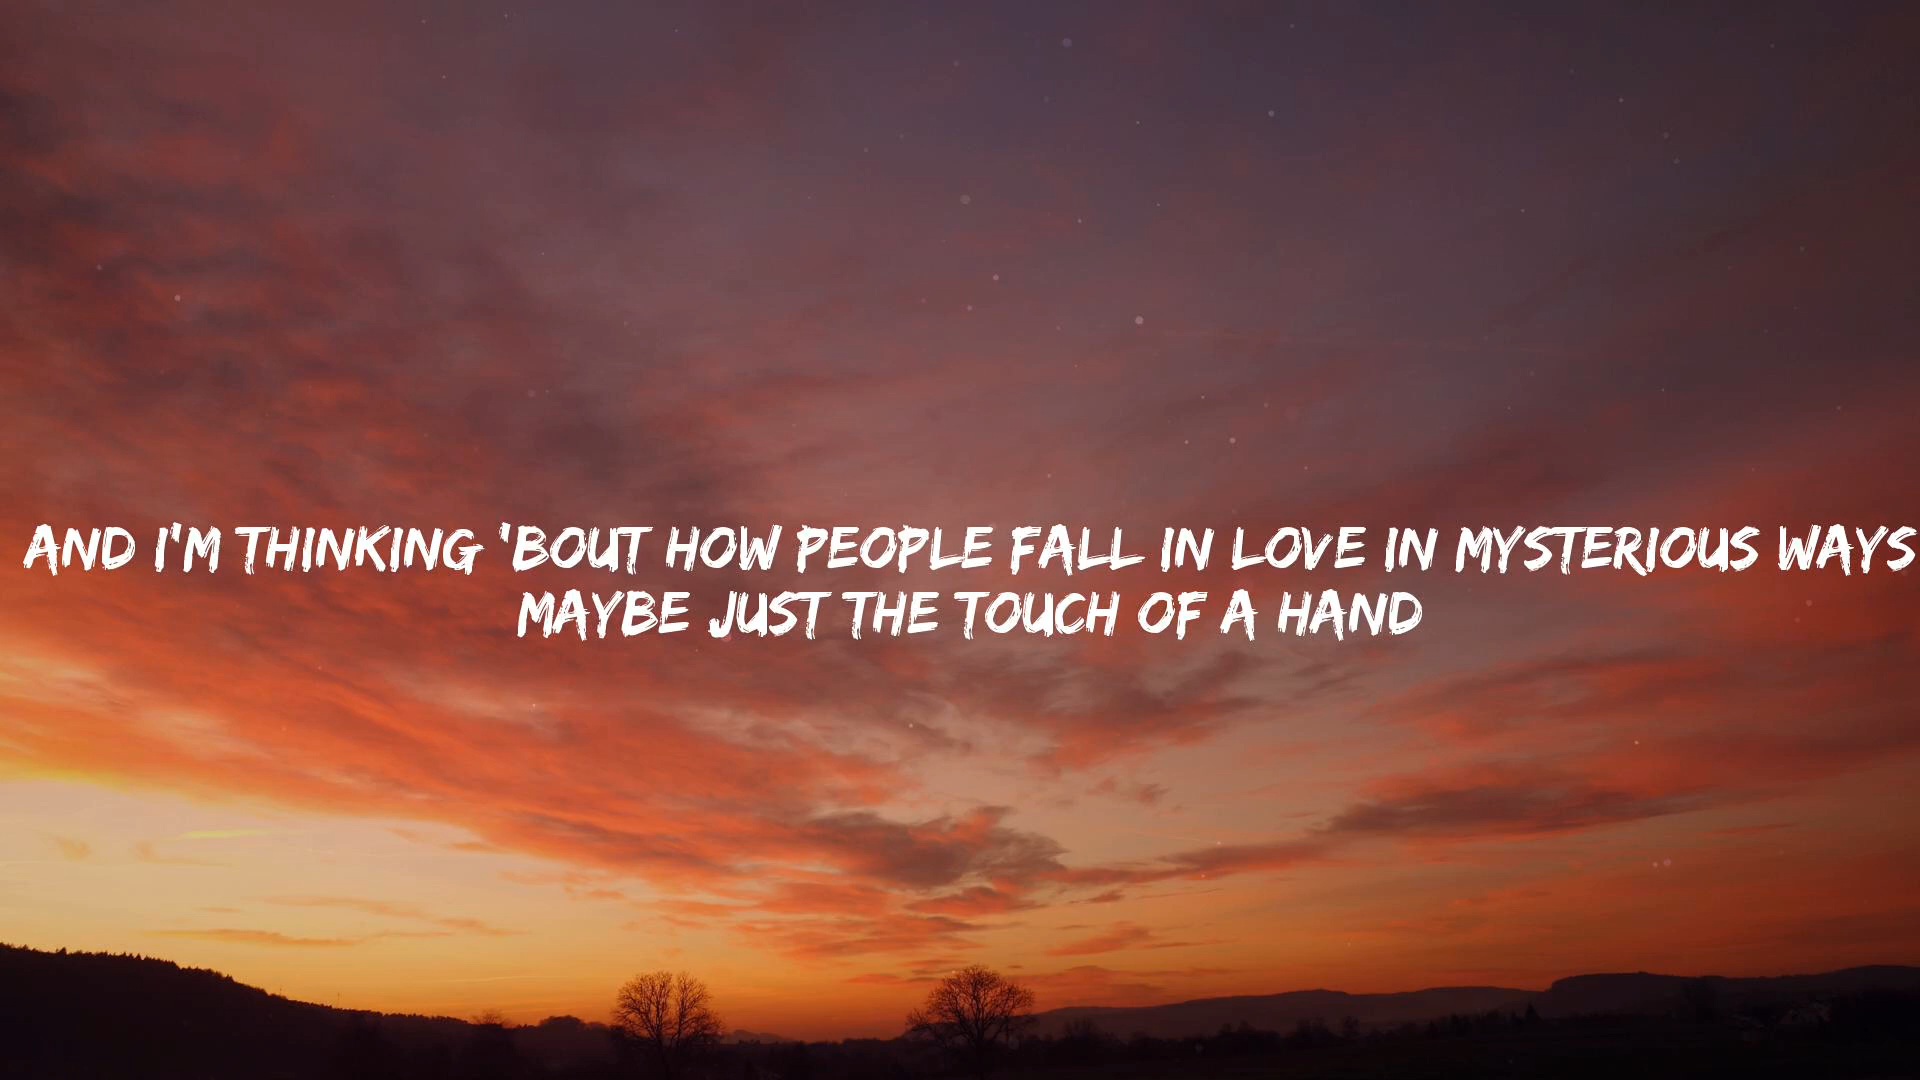 AND I'M THINKING 'BOUT HOW PEOPLE FALL IN LOVE IN MYSTERIOUS WAYS
MAYBE JUST THE TOUCH OF A HAND